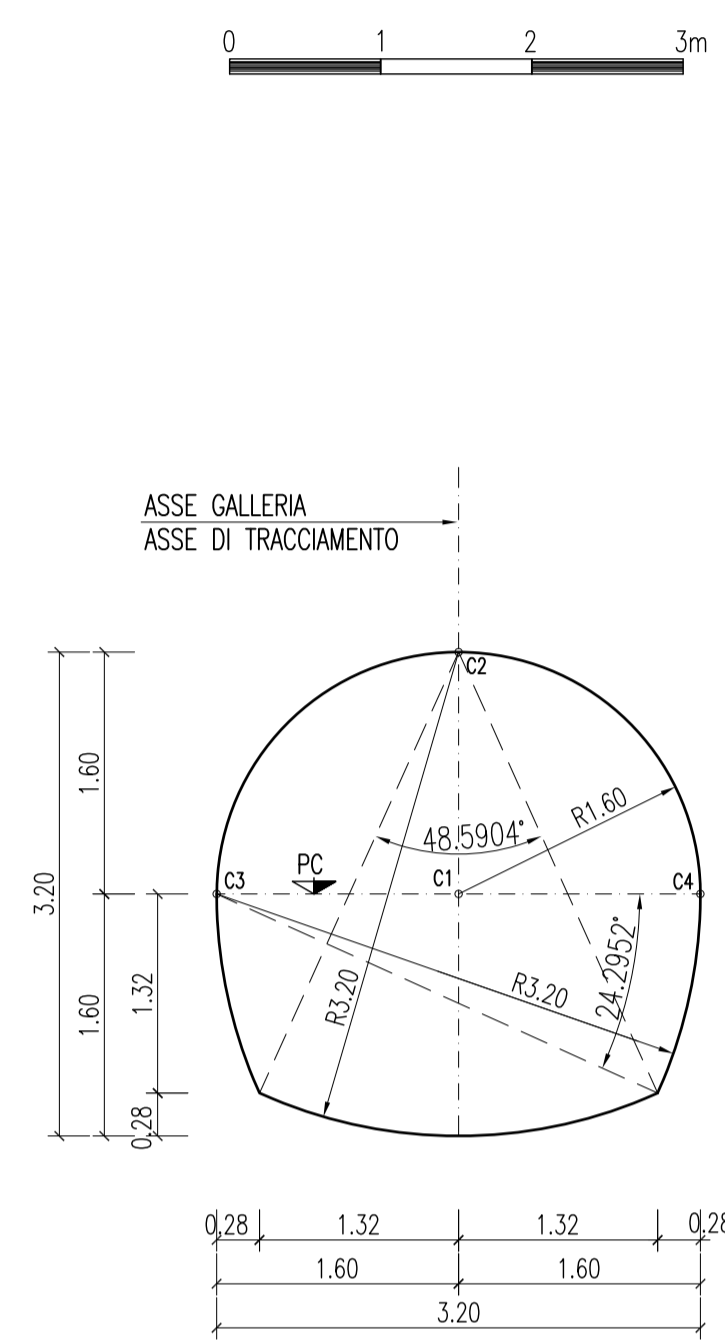 0 1 2 3m
ASSE GALLERIA
ASSE DI TRACCIAMENTO
C2
1.60
R1.60
48.5904°
PC
C3 C1 C4
3.20
24.2952°
R3.20
R3.20
1.32
1.60
0.28
0.28 1.32 1.32 0.28
1.60 1.60
3.20